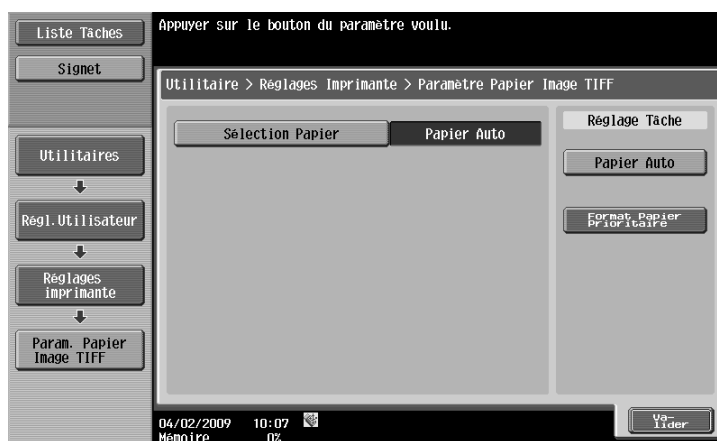 Liste Tâches
Signet
Appuyer sur le bouton du paramètre voulu.
Utilitaire > Réglages Imprimante > Paramètre Papier Image TIFF
Sélection Papier
Papier Auto
Réglage Tâche
Papier Auto
Format Papier
Prioritaire
Utilitaires
Régl.Utilisateur
Réglages
imprimante
Param. Papier
Image TIFF
04/02/2009 10:07
Mémoire 0%
Va-
lider